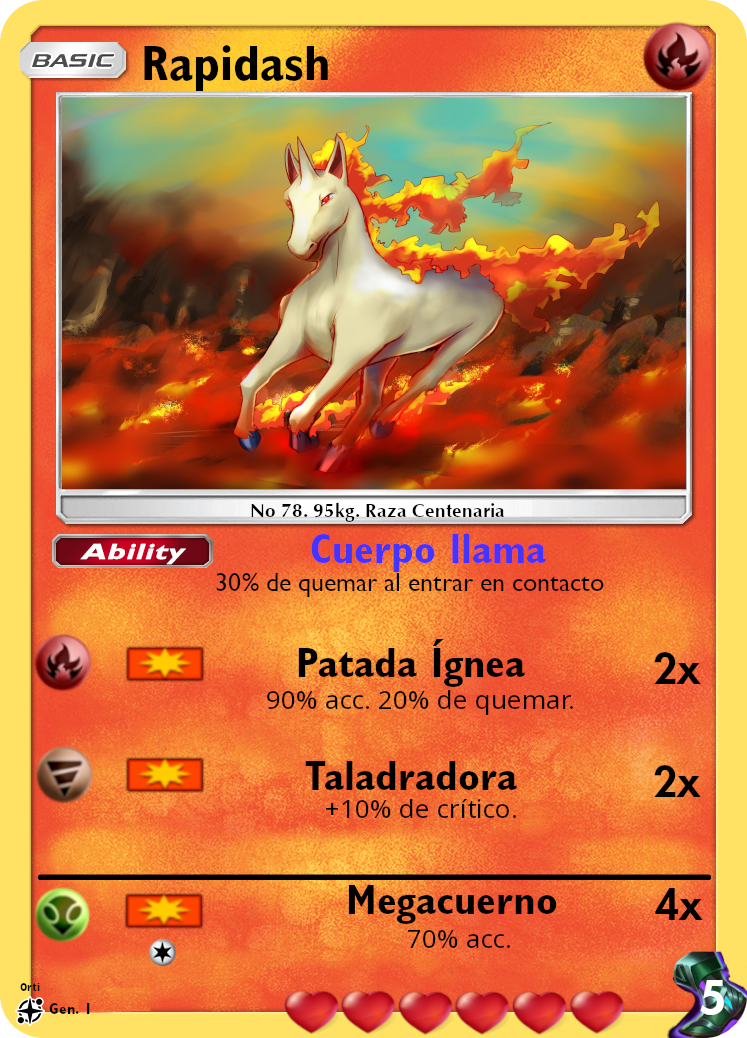 BASIC Rapidash
No 78. 95kg. Raza Centenaria
Ability Cuerpo llama
30% de quemar al entrar en contacto
Patada Ígnea 2x
90% acc. 20% de quemar.
Taladradora 2x
+10% de crítico.
Megacuerno 4x
70% acc.
Orti
Gen. I
5